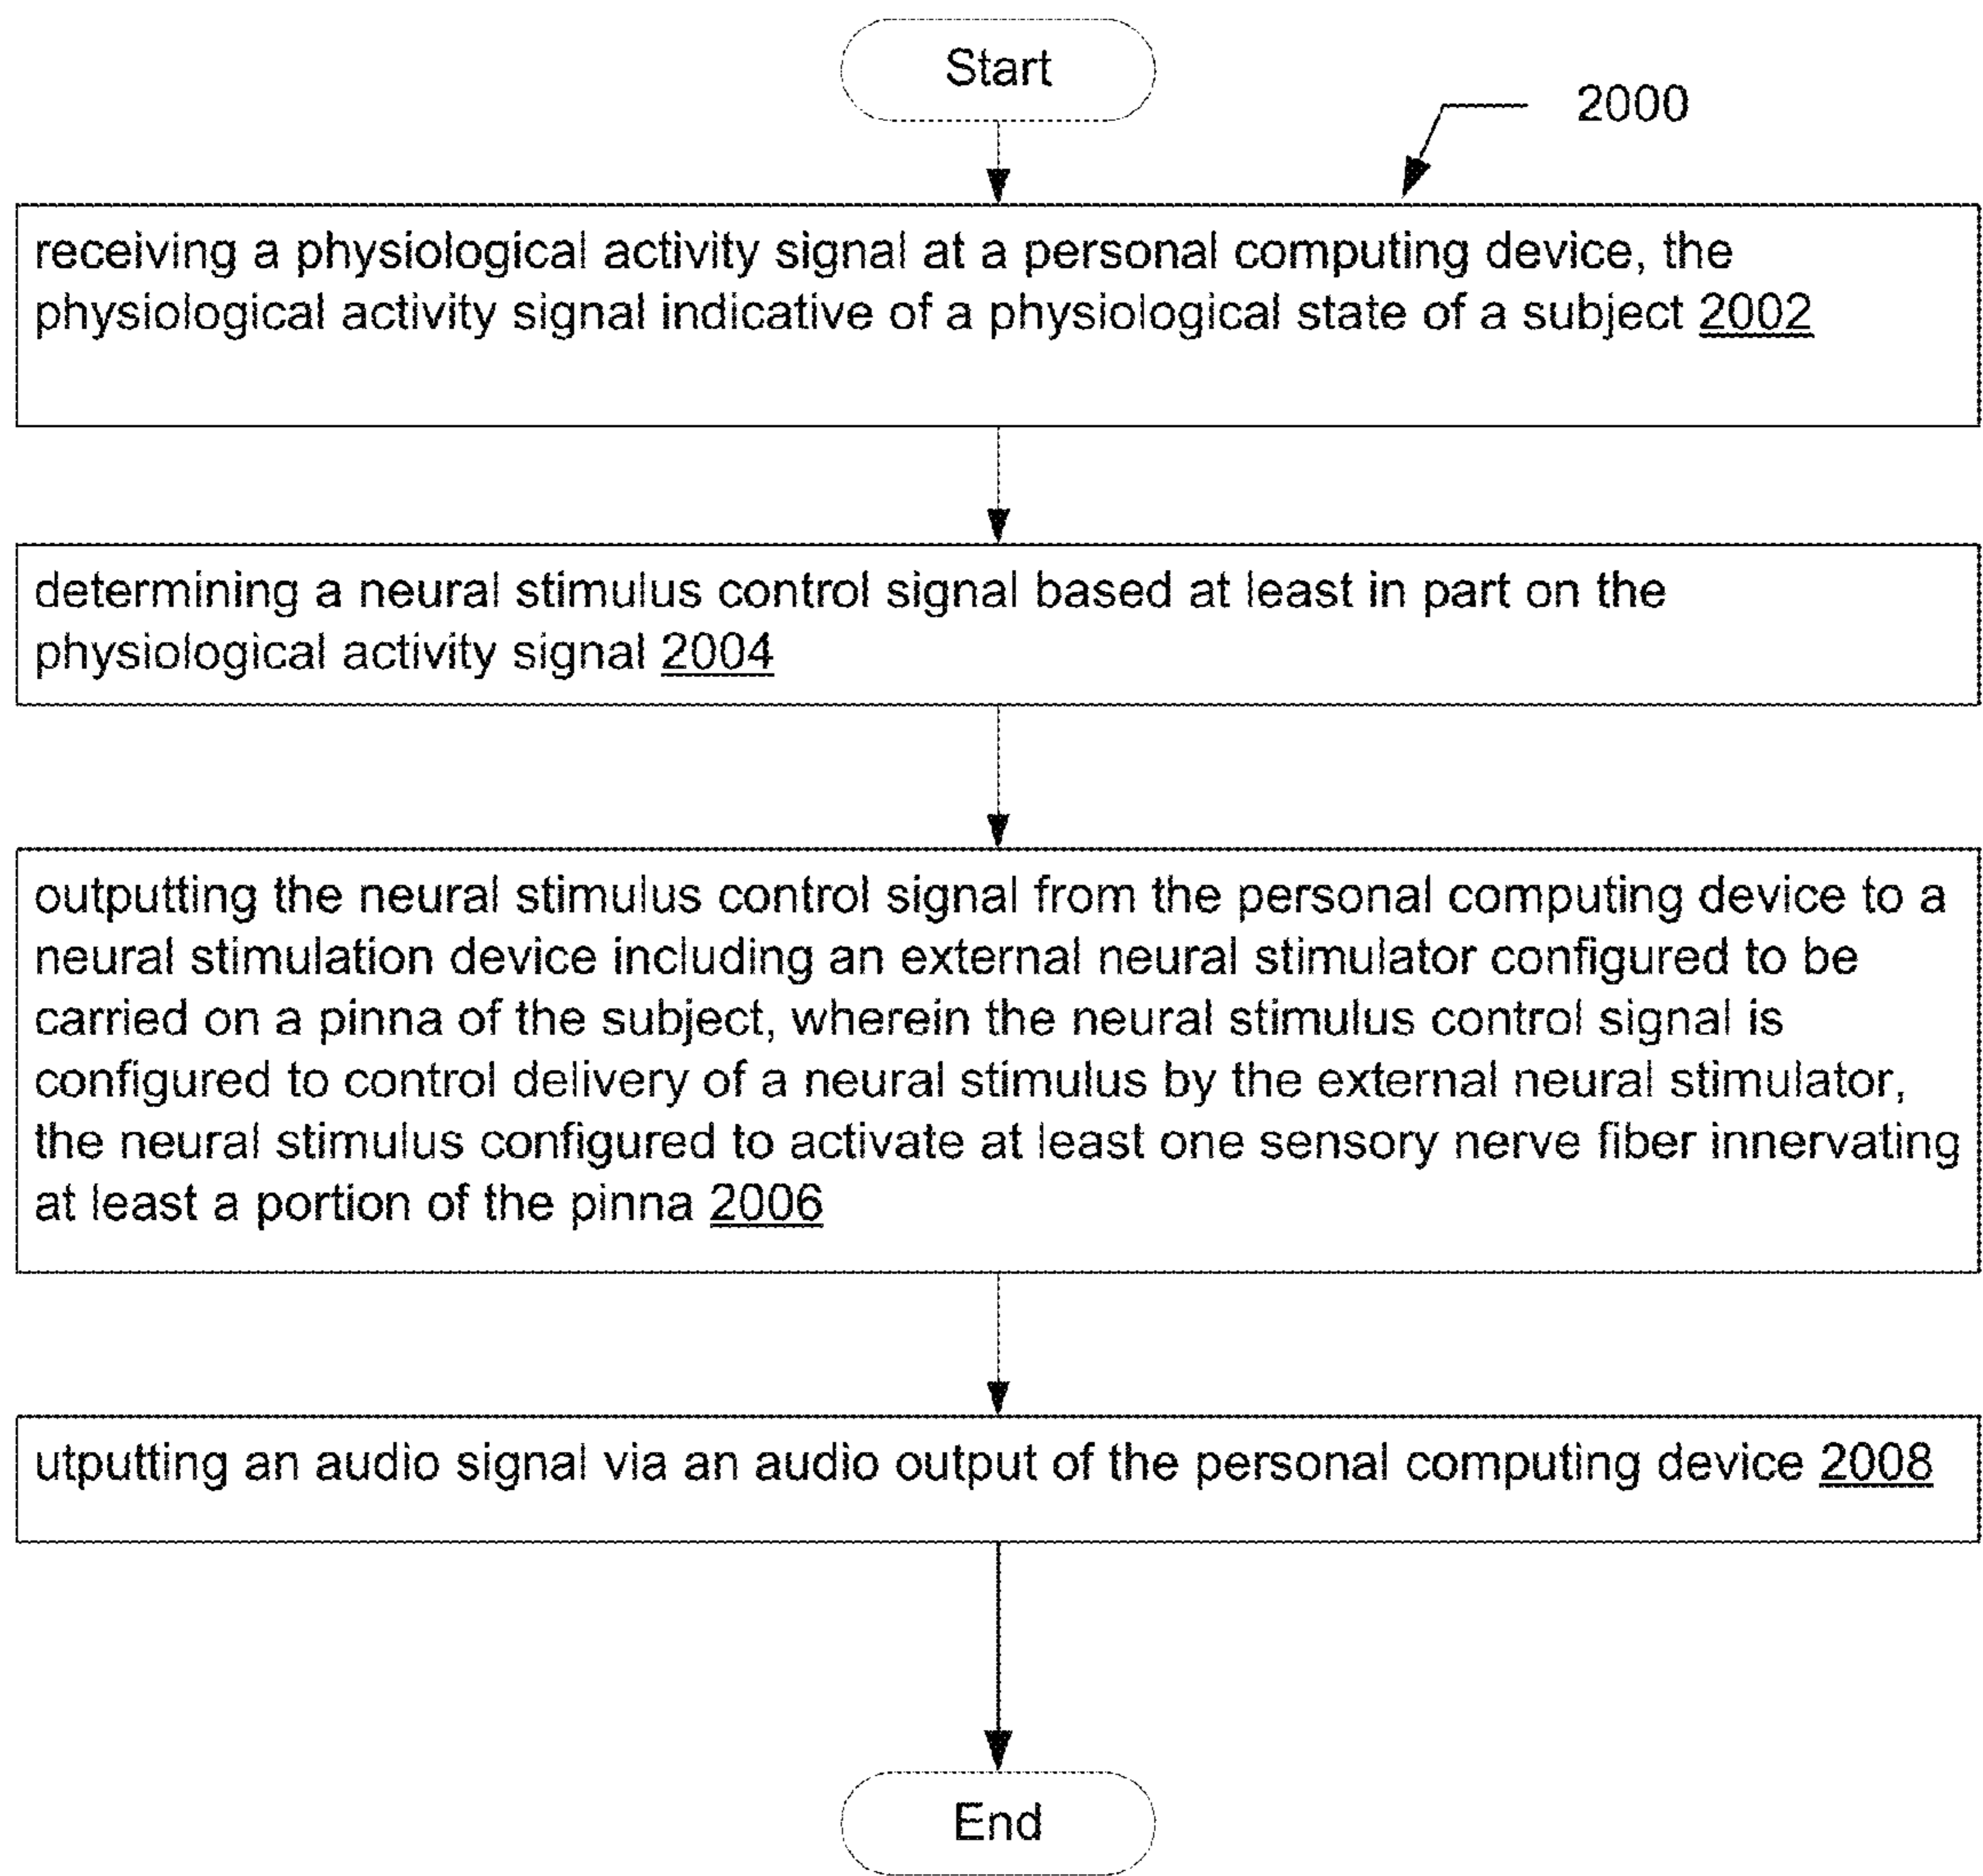 Start
2000
receiving a physiological activity signal at a personal computing device, the
physiological activity signal indicative of a physiological state of a subject 2002
determining a neural stimulus control signal based at least in part on the
physiological activity signal 2004
outputting the neural stimulus control signal from the personal computing device to a
neural stimulation device including an external neural stimulator configured to be
carried on a pinna of the subject, wherein the neural stimulus control signal is
configured to control delivery of a neural stimulus by the external neural stimulator,
the neural stimulus configured to activate at least one sensory nerve fiber innervating
at least a portion of the pinna 2006
utputting an audio signal via an audio output of the personal computing device 2008
End